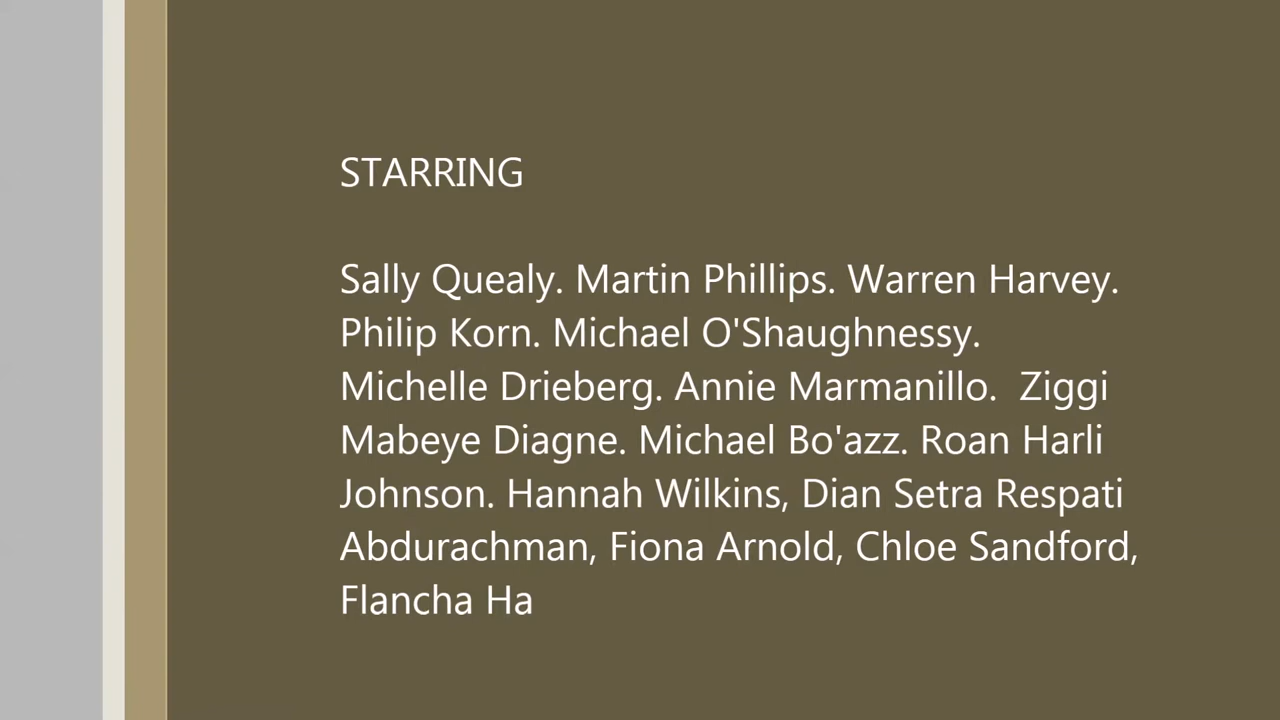 STARRING
Sally Quealy. Martin Phillips. Warren Harvey.
Philip Korn. Michael O'Shaughnessy.
Michelle Drieberg. Annie Marmanillo.  Ziggi
Mabeye Diagne. Michael Bo'azz. Roan Harli
Johnson. Hannah Wilkins, Dian Setra Respati
Abdurachman, Fiona Arnold, Chloe Sandford,
Flancha Ha